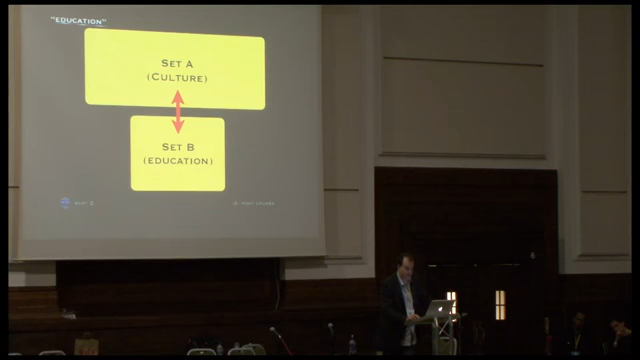 "EDUCATION"
SET A
(CULTURE)
SET B
(EDUCATION)